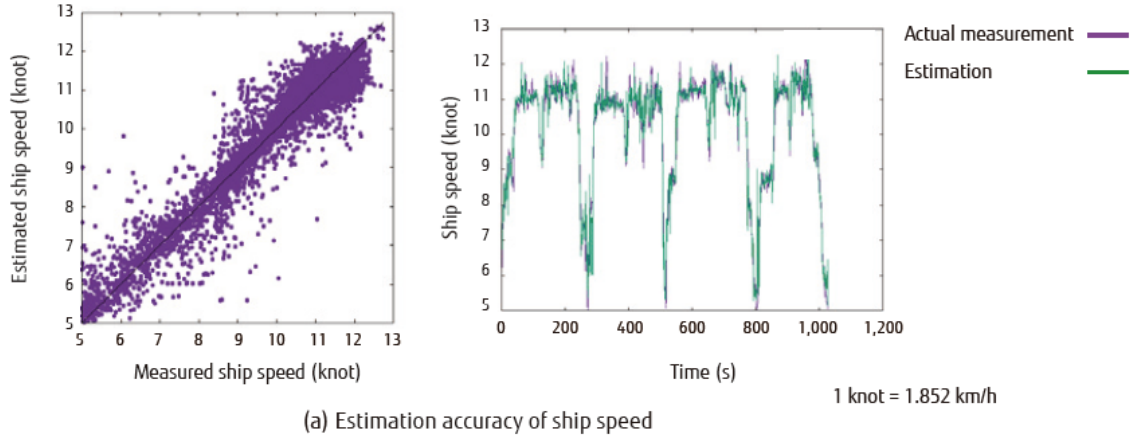 13
12
11
10
9
8
7
6
5
Estimated ship speed (knot)
5 6 7 8 9 10 11 12 13
Measured ship speed (knot)
13
12
11
10
9
8
7
6
5
Ship speed (knot)
0 200 400 600 800 1,000 1,200
Time (s)
Actual measurement
Estimation
1 knot = 1.852 km/h
(a) Estimation accuracy of ship speed